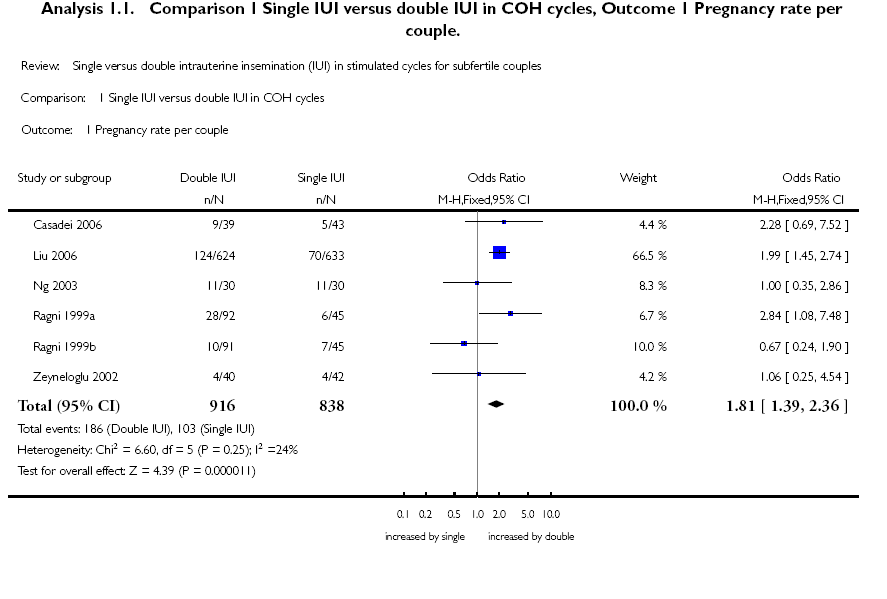 Analysis 1.1. Comparison 1 Single IUI versus double IUI in COH cycles, Outcome 1 Pregnancy rate per
couple.
Review: Single versus double intrauterine insemination (IUI) in stimulated cycles for subfertile couples
Comparison: 1 Single IUI versus double IUI in COH cycles
Outcome: 1 Pregnancy rate per couple
Study or subgroup Double IUI Single IUI Odds Ratio Weight Odds Ratio
n/N n/N M-H,Fixed,95% CI M-H,Fixed,95% CI
Casadei 2006 9/39 5/43 4.4 % 2.28 [ 0.69, 7.52 ]
Liu 2006 124/624 70/633 66.5 % 1.99 [ 1.45, 2.74 ]
Ng 2003 11/30 11/30 8.3 % 1.00 [ 0.35, 2.86 ]
Ragni 1999a 28/92 6/45 6.7 % 2.84 [ 1.08, 7.48 ]
Ragni 1999b 10/91 7/45 10.0 % 0.67 [ 0.24, 1.90 ]
Zeyneloglu 2002 4/40 4/42 4.2 % 1.06 [ 0.25, 4.54 ]
Total (95% CI) 916 838 100.0 % 1.81 [ 1.39, 2.36 ]
Total events: 186 (Double IUI), 103 (Single IUI)
Heterogeneity: Chi² = 6.60, df = 5 (P = 0.25); I² =24%
Test for overall effect: Z = 4.39 (P = 0.000011)
0.1 0.2 0.5 1.0 2.0 5.0 10.0
increased by single increased by double